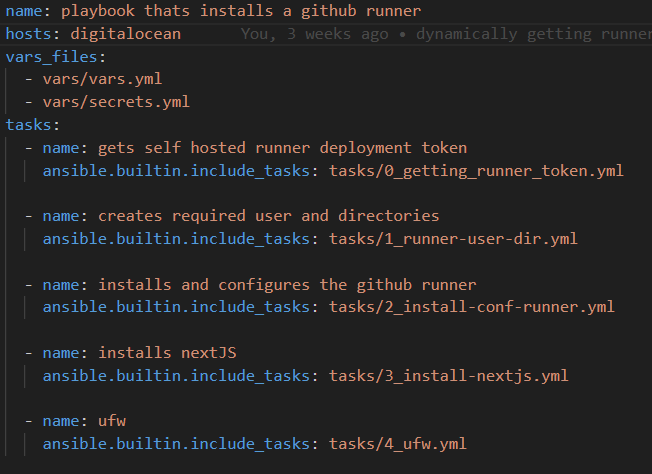 name: playbook thats installs a github runner
hosts: digitalocean You, 3 weeks ago • dynamically getting runner
vars_files:
- vars/vars.yml
- vars/secrets.yml
tasks:
- name: gets self hosted runner deployment token
ansible.builtin.include_tasks: tasks/0_getting_runner_token.yml
- name: creates required user and directories
ansible.builtin.include_tasks: tasks/1_runner-user-dir.yml
- name: installs and configures the github runner
ansible.builtin.include_tasks: tasks/2_install-conf-runner.yml
- name: installs nextJS
ansible.builtin.include_tasks: tasks/3_install-nextjs.yml
- name: ufw
ansible.builtin.include_tasks: tasks/4_ufw.yml